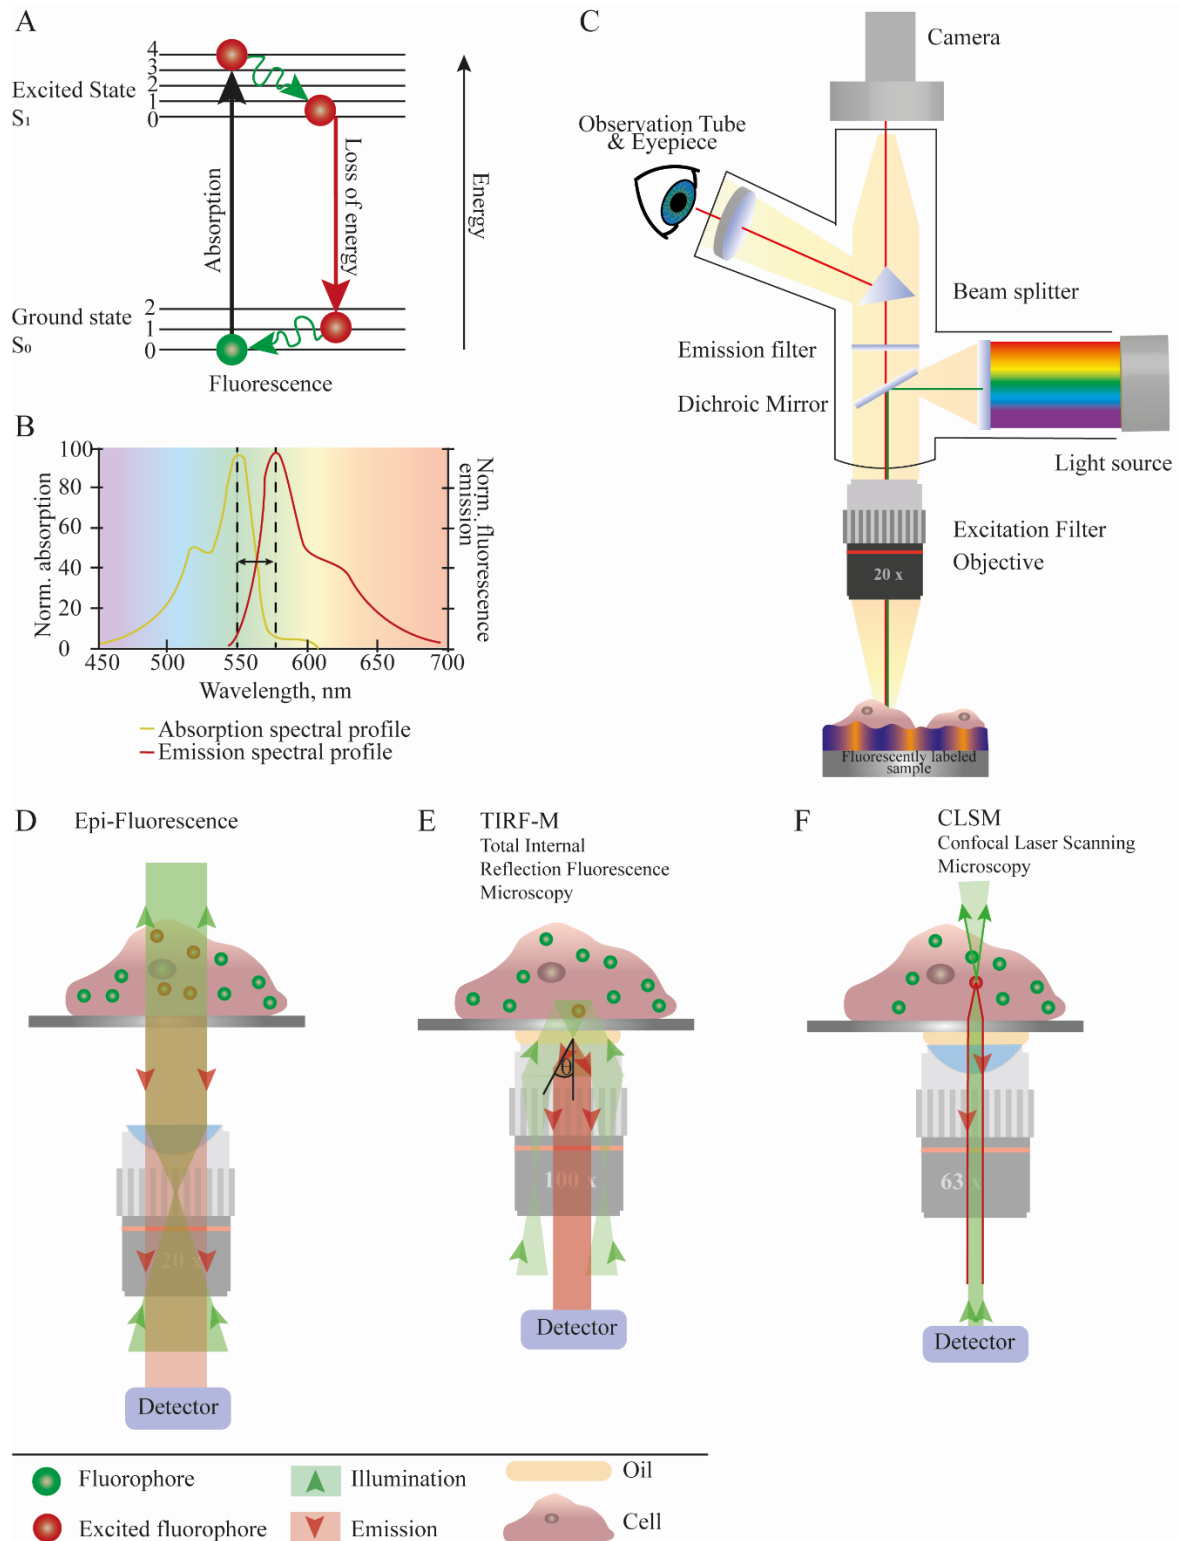 A
4
3
2
1
0
Excited State
S1
Absorption
Loss of energy
Energy
Ground state
S0
2
1
0
Fluorescence
B
100
80
60
40
20
0
Norm. absorption
Norm. fluorescence
emission
450
500
550
600
650
700
Wavelength, nm
Absorption spectral profile
Emission spectral profile
C
Camera
Observation Tube
& Eyepiece
Beam splitter
Emission filter
Dichroic Mirror
Light source
Excitation Filter
Objective
20 x
Fluorescently labeled
sample
D
Epi-Fluorescence
20 x
Detector
E
TIRF-M
Total Internal
Reflection Fluorescence
Microscopy
θ
100 x
Detector
F
CLSM
Confocal Laser Scanning
Microscopy
63 x
Detector
Fluorophore
Illumination
Oil
Excited fluorophore
Emission
Cell